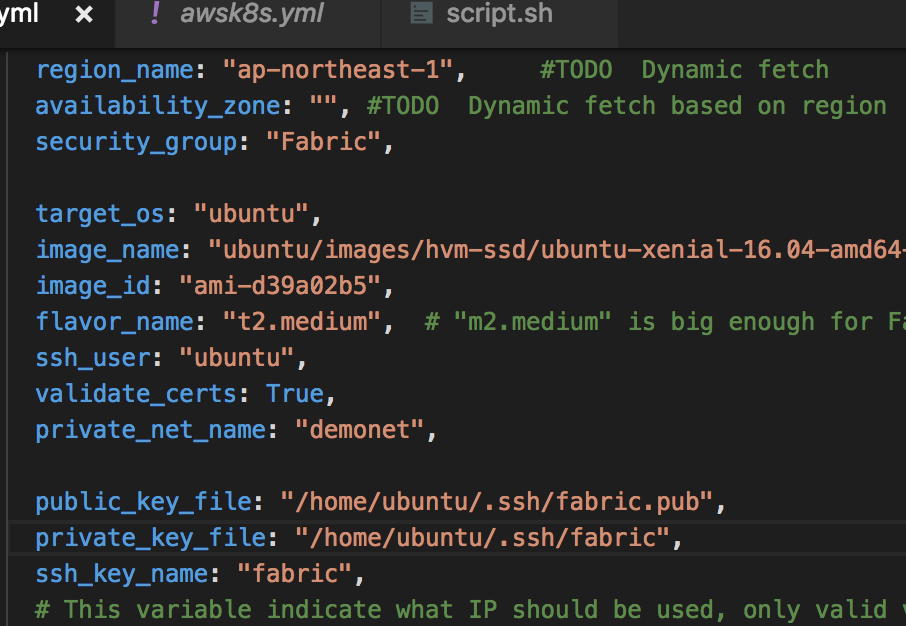 yml × ! awsk8s.yml script.sh
region_name: "ap-northeast-1",     #TODO  Dynamic fetch
availability_zone: "", #TODO  Dynamic fetch based on region
security_group: "Fabric",
target_os: "ubuntu",
image_name: "ubuntu/images/hvm-ssd/ubuntu-xenial-16.04-amd64-
image_id: "ami-d39a02b5",
flavor_name: "t2.medium",  # "m2.medium" is big enough for Fa
ssh_user: "ubuntu",
validate_certs: True,
private_net_name: "demonet",
public_key_file: "/home/ubuntu/.ssh/fabric.pub",
private_key_file: "/home/ubuntu/.ssh/fabric",
ssh_key_name: "fabric",
# This variable indicate what IP should be used, only valid